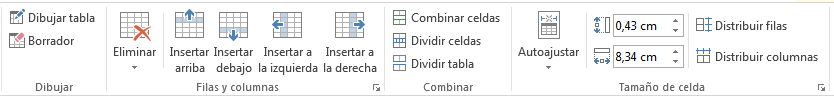 Dibujar tabla
Borrador
Dibujar
Eliminar
Insertar
arriba
Insertar
debajo
Insertar a
la izquierda
Insertar a
la derecha
Filas y columnas
Combinar celdas
Dividir celdas
Dividir tabla
Combinar
Autoajustar
0,43 cm
Distribuir filas
8,34 cm
Distribuir columnas
Tamaño de celda